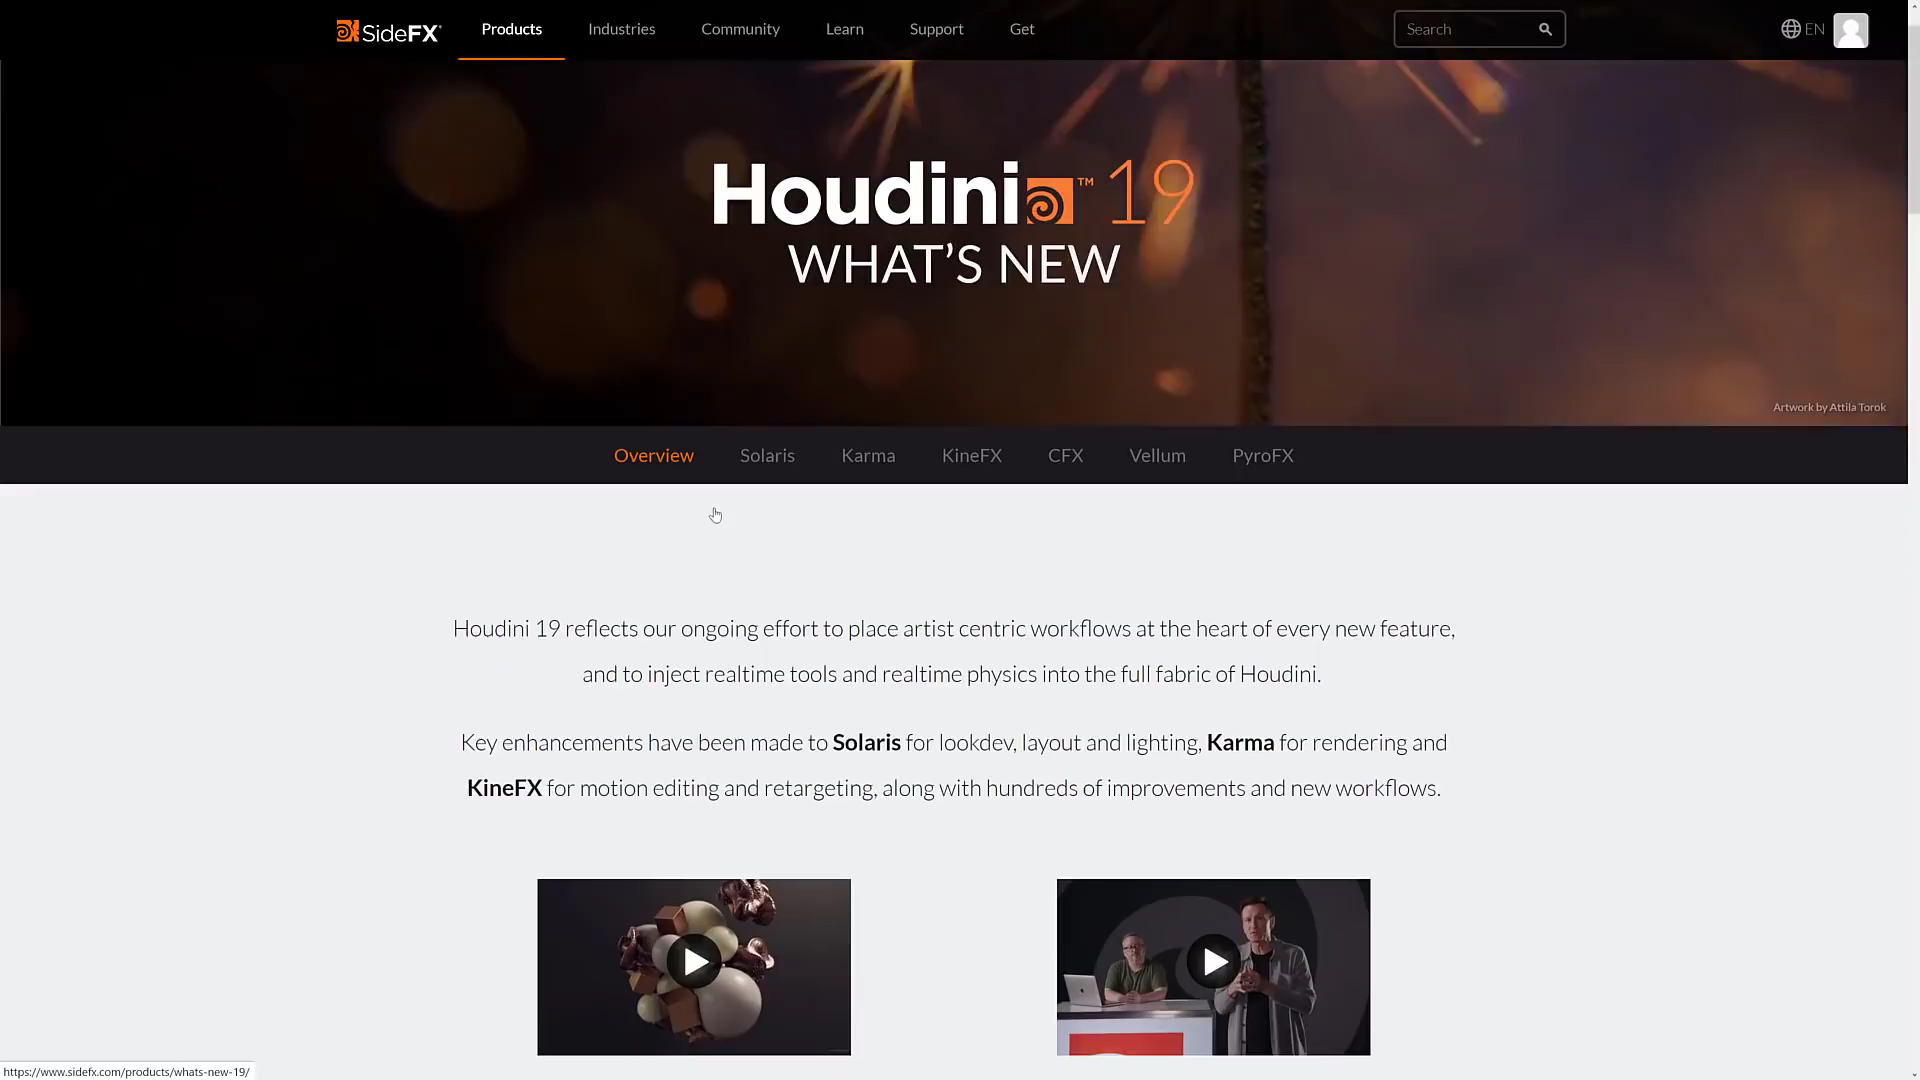 SideFX Products Industries Community Learn Support Get Search EN
Houdini™ 19
WHAT'S NEW
Artwork by Attila Torok
Overview Solaris Karma KineFX CFX Vellum PyroFX
Houdini 19 reflects our ongoing effort to place artist centric workflows at the heart of every new feature,
and to inject realtime tools and realtime physics into the full fabric of Houdini.
Key enhancements have been made to Solaris for lookdev, layout and lighting, Karma for rendering and
KineFX for motion editing and retargeting, along with hundreds of improvements and new workflows.
https://www.sidefx.com/products/whats-new-19/